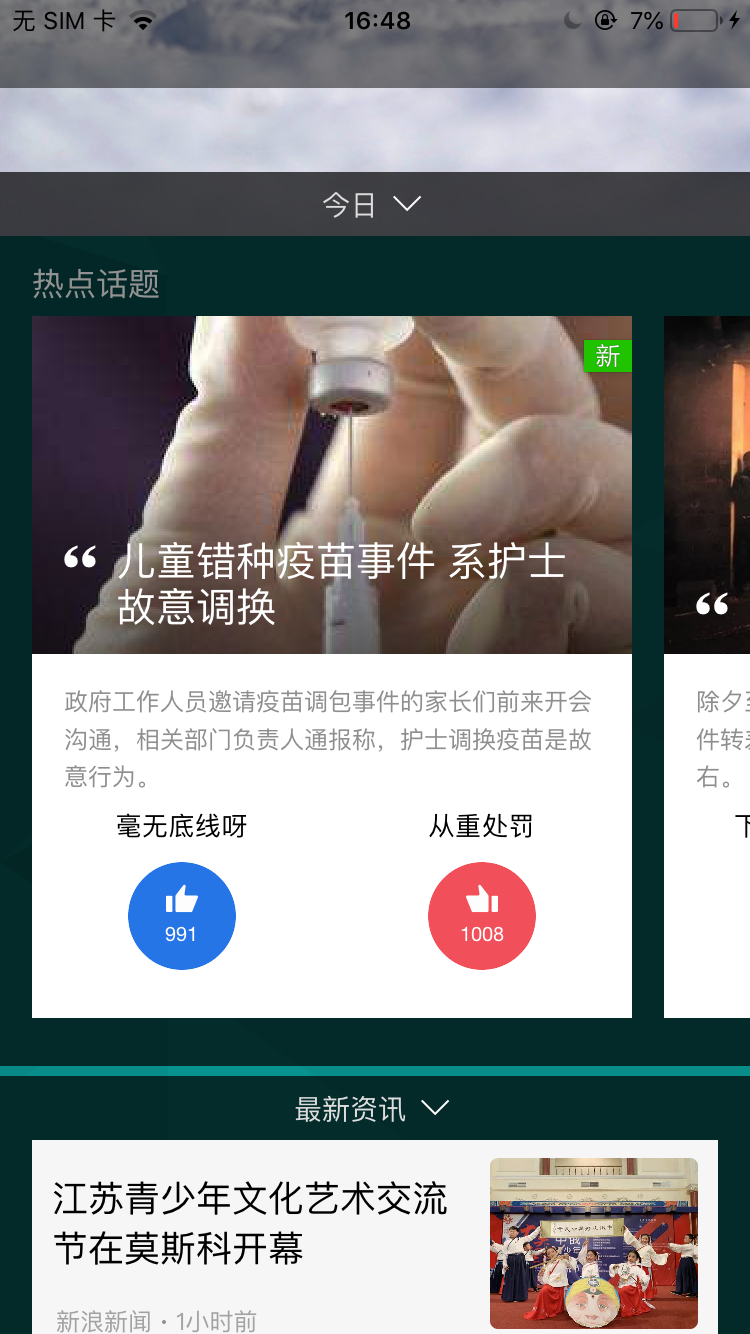 无 SIM 卡
16:48
7%
今日
热点话题
新
“ 儿童错种疫苗事件 系护士
故意调换
“
政府工作人员邀请疫苗调包事件的家长们前来开会
沟通，相关部门负责人通报称，护士调换疫苗是故
意行为。
除夕
件转
右。
毫无底线呀
从重处罚
下
991
1008
最新资讯
江苏青少年文化艺术交流
节在莫斯科开幕
新浪新闻·1小时前